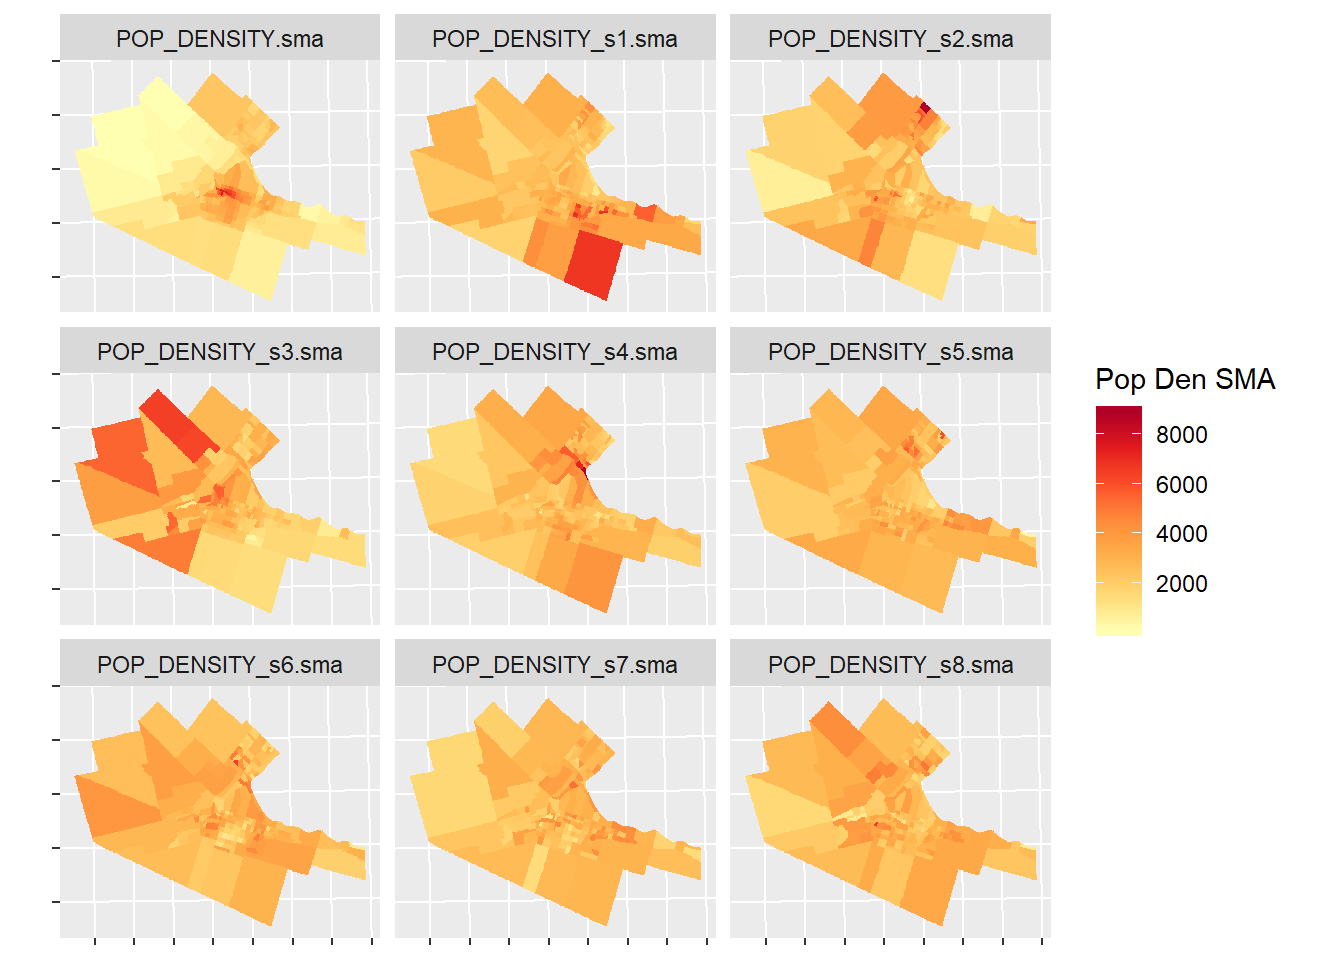 POP_DENSITY.sma
POP_DENSITY_s1.sma
POP_DENSITY_s2.sma
POP_DENSITY_s3.sma
POP_DENSITY_s4.sma
POP_DENSITY_s5.sma
Pop Den SMA
8000
6000
4000
2000
POP_DENSITY_s6.sma
POP_DENSITY_s7.sma
POP_DENSITY_s8.sma